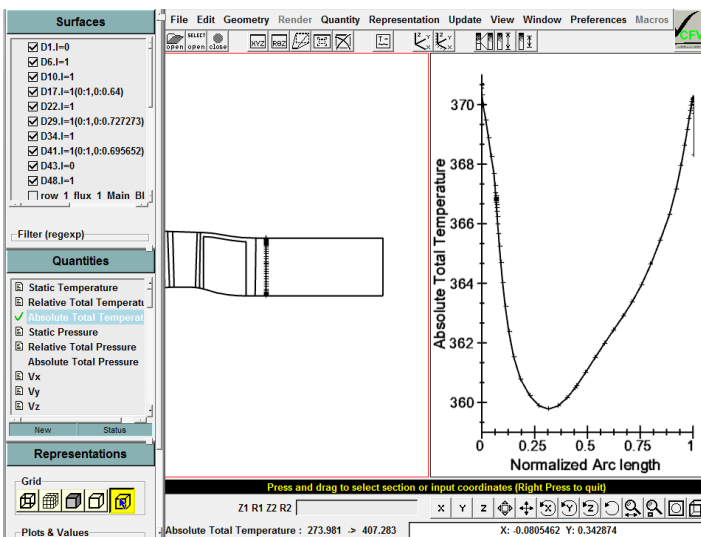 Surfaces
File Edit Geometry Render Quantity Representation Update View Window Preferences Macros
open
SELECT
open
close
XYZ
RθZ
CFV
D1.I=0
D6.I=1
D10.I=1
D17.I=1(0:1,0:0.64)
D22.I=1
D29.I=1(0:1,0:0.727273)
D34.I=1
D41.I=1(0:1,0:0.695652)
D43.I=0
D48.I=1
row 1 flux 1 Main Bl
Filter (regexp)
Quantities
Static Temperature
Relative Total Temperatu
Absolute Total Temperat
Static Pressure
Relative Total Pressure
Absolute Total Pressure
Vx
Vy
Vz
New Status
Representations
Grid
Plots & Values
Absolute Total Temperature
370
368
366
364
362
360
0 0.25 0.5 0.75 1
Normalized Arc length
Press and drag to select section or input coordinates (Right Press to quit)
Z1 R1 Z2 R2
X Y Z
Absolute Total Temperature : 273.981 -> 407.283
X: -0.0805462 Y: 0.342874